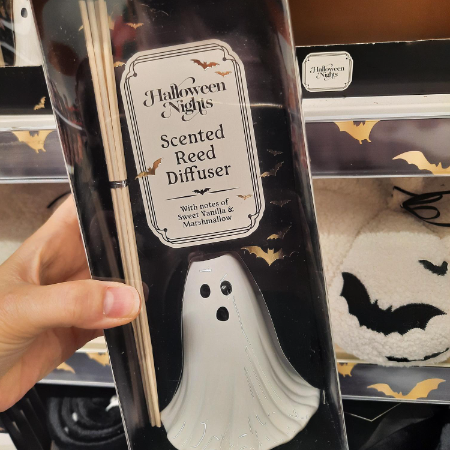 Halloween
Nights
Scented
Reed
Diffuser
With notes of
Sweet Vanilla &
Marshmallow
Halloween
Nights